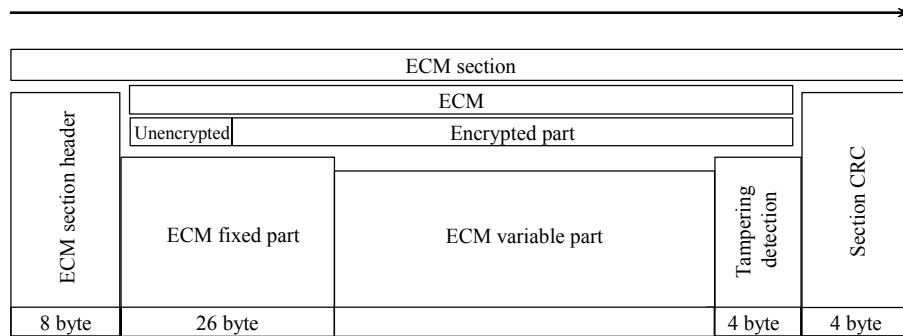 ECM section
ECM
Unencrypted
Encrypted part
ECM section header
ECM fixed part
ECM variable part
Tampering
detection
Section CRC
8 byte
26 byte
4 byte
4 byte